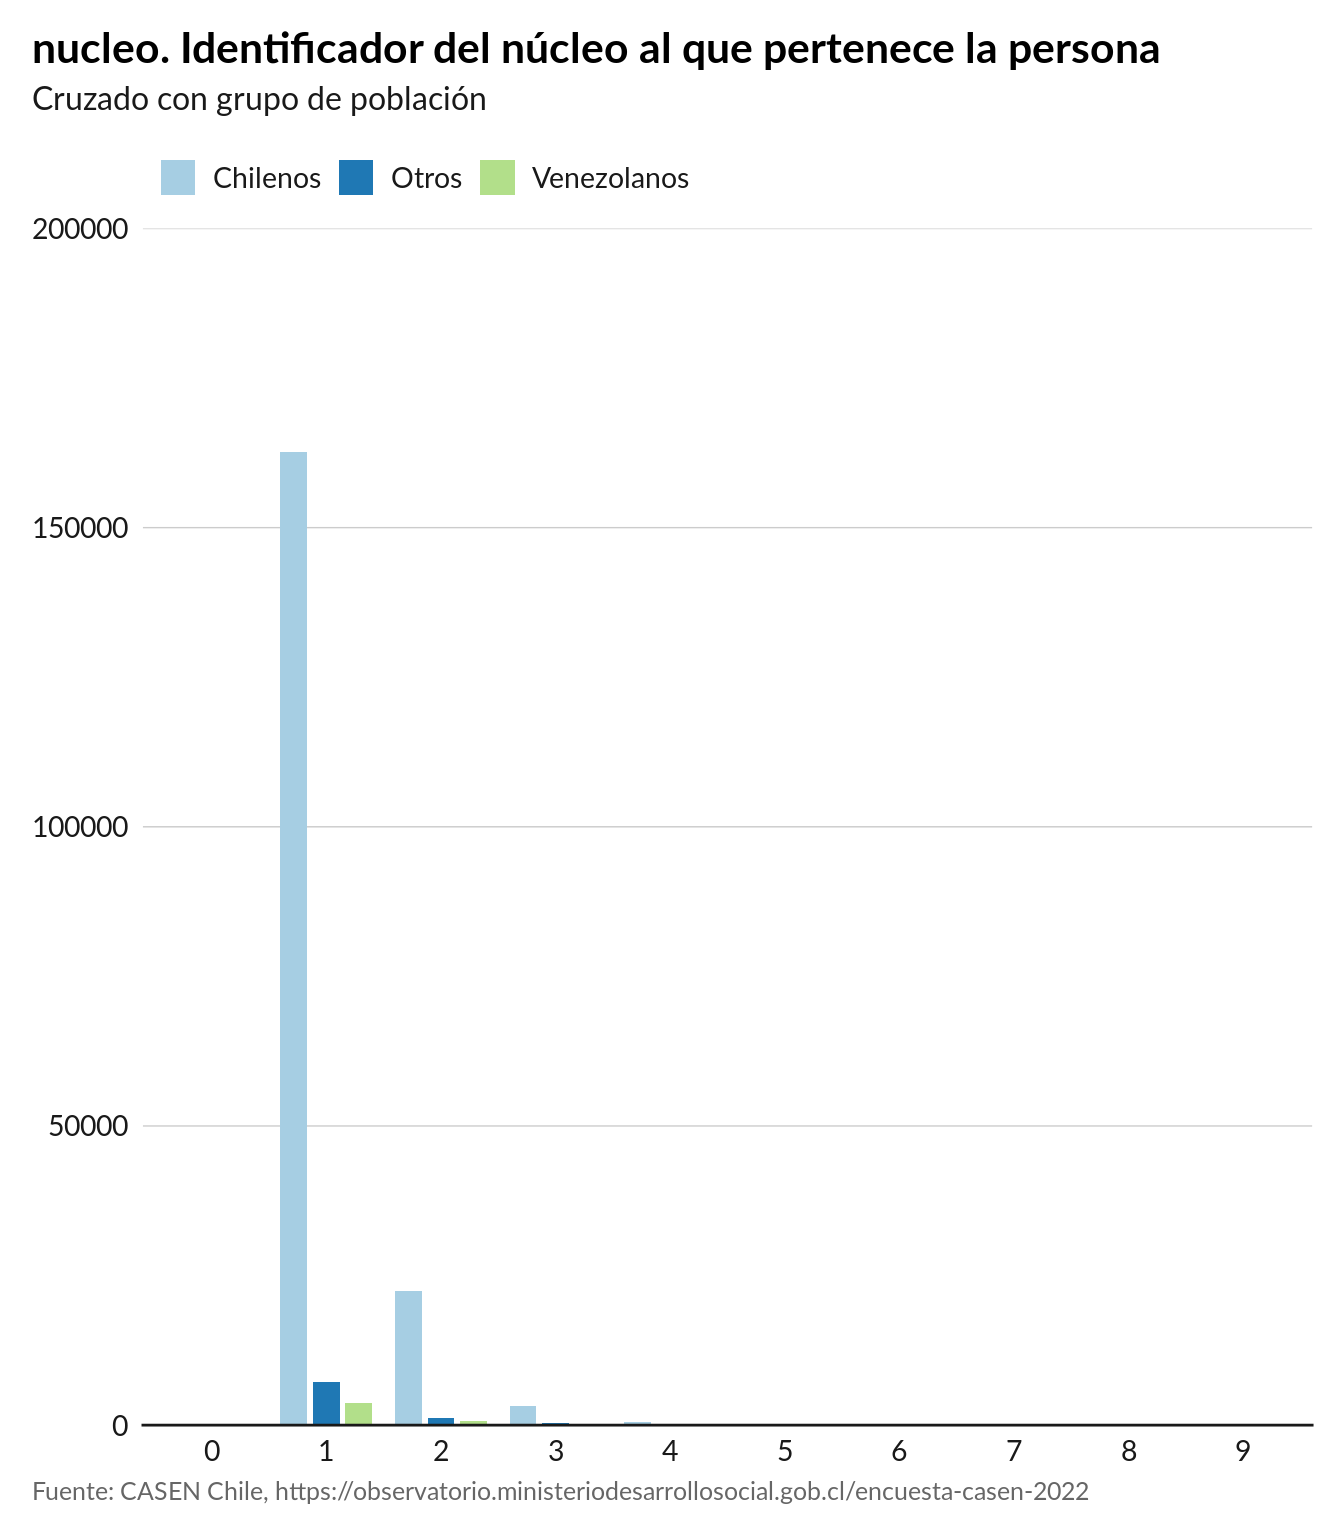 nucleo. Identificador del núcleo al que pertenece la persona
Cruzado con grupo de población
Chilenos Otros Venezolanos
200000
150000
100000
50000
0
0 1 2 3 4 5 6 7 8 9
Fuente: CASEN Chile, https://observatorio.ministeriodesarrollosocial.gob.cl/encuesta-casen-2022